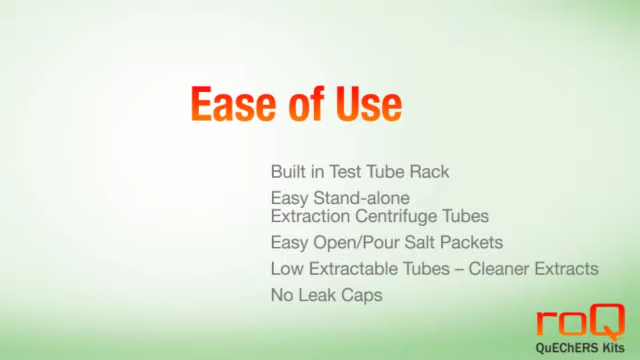 Ease of Use
Built in Test Tube Rack
Easy Stand-alone
Extraction Centrifuge Tubes
Easy Open/Pour Salt Packets
Low Extractable Tubes – Cleaner Extracts
No Leak Caps
roQ
QuEChERS Kits